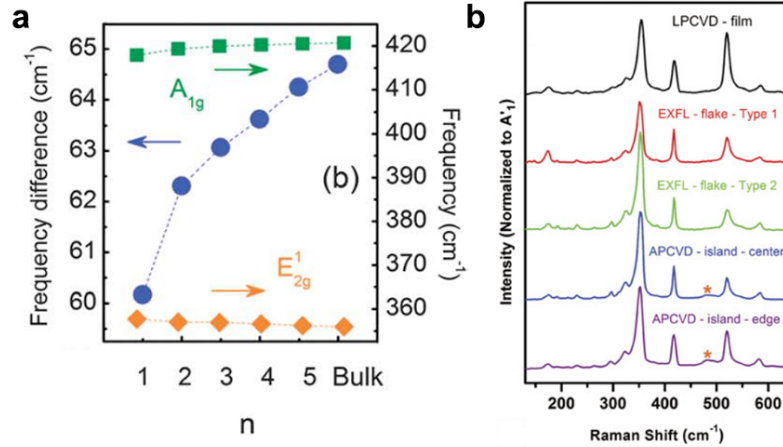 a
Frequency difference (cm⁻¹)
65
64
63
62
61
60
A₁g
(b)
E¹₂g
420
410
400
390
380
370
360
Frequency (cm⁻¹)
1 2 3 4 5 Bulk
n
b
Intensity (Normalized to A'₁)
LPCVD - film
EXFL - flake - Type 1
EXFL - flake - Type 2
APCVD - island - center
*
APCVD - island - edge
*
200 300 400 500 600
Raman Shift (cm⁻¹)